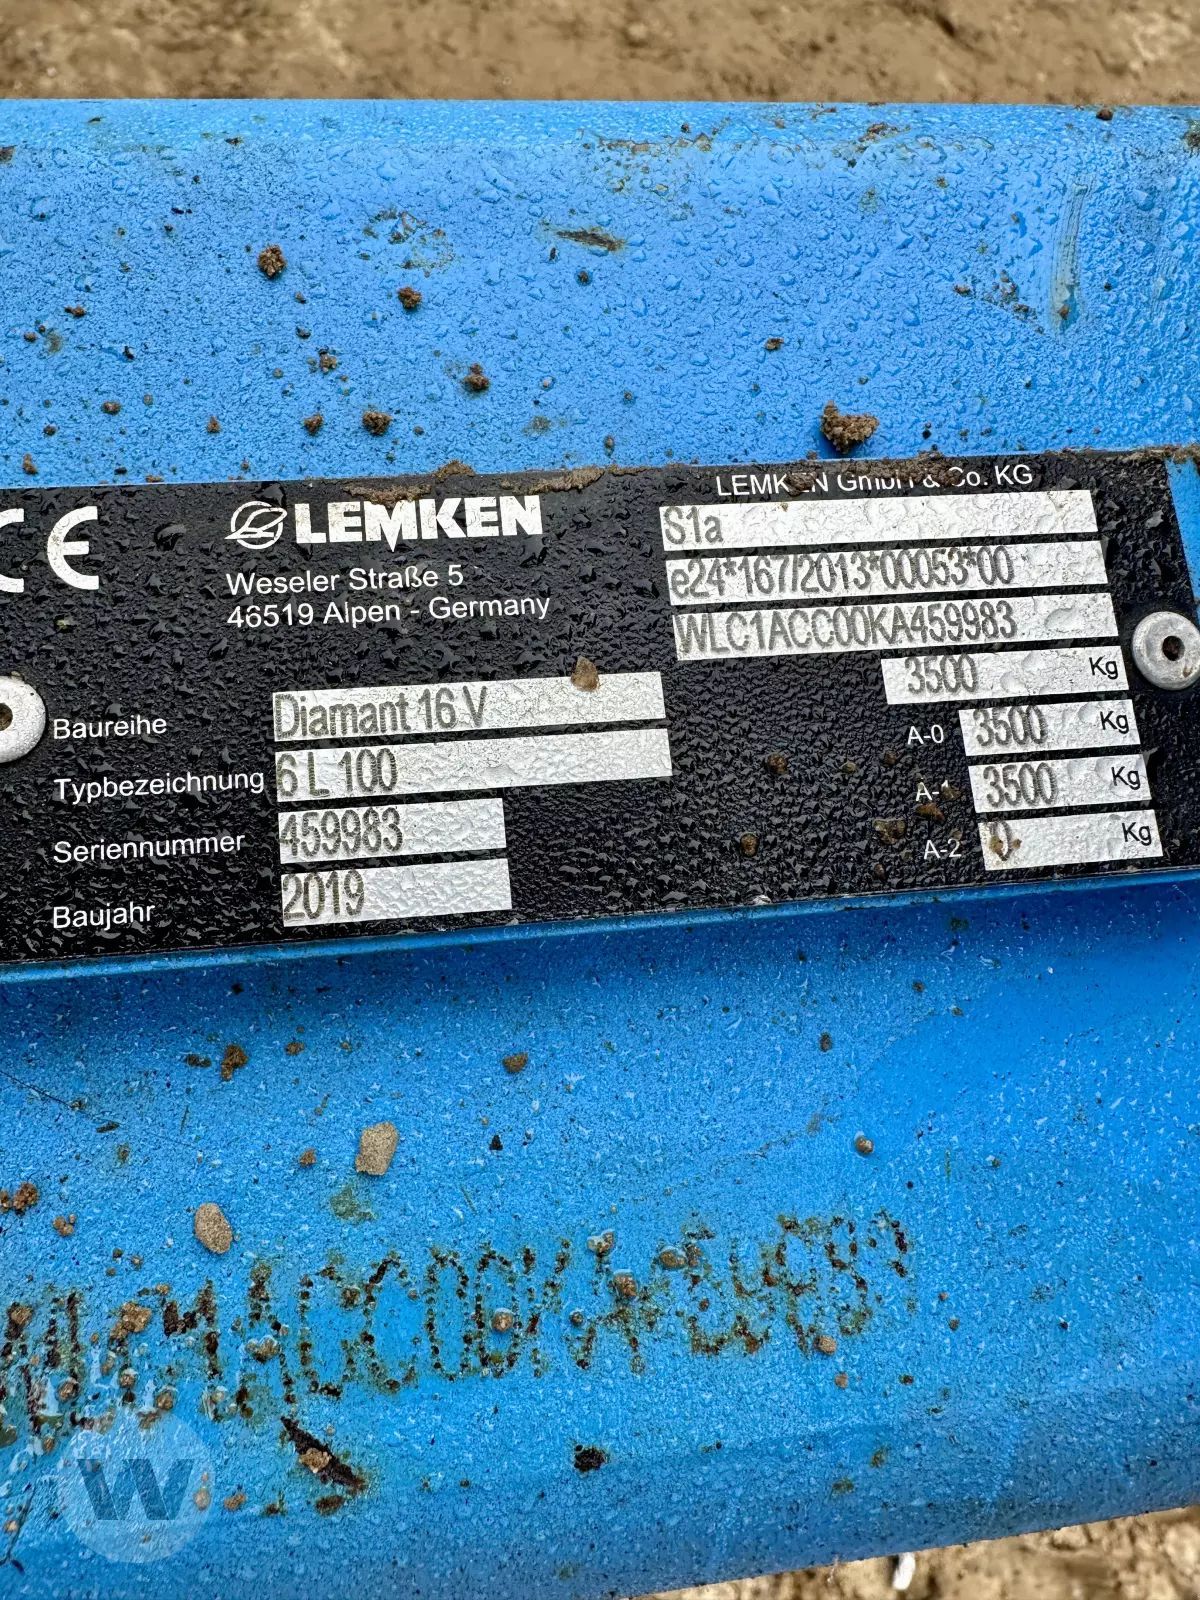 CE
LEMKEN
Weseler Straße 5
46519 Alpen - Germany
Baureihe Diamant 16 V
Typbezeichnung 6 L 100
Seriennummer 459983
Baujahr 2019
LEMKEN GmbH & Co. KG
S1a
e24*167/2013*00053*00
WLC1ACC00KA459983
3500 Kg
A-0 3500 Kg
A-1 3500 Kg
A-2 0 Kg
W